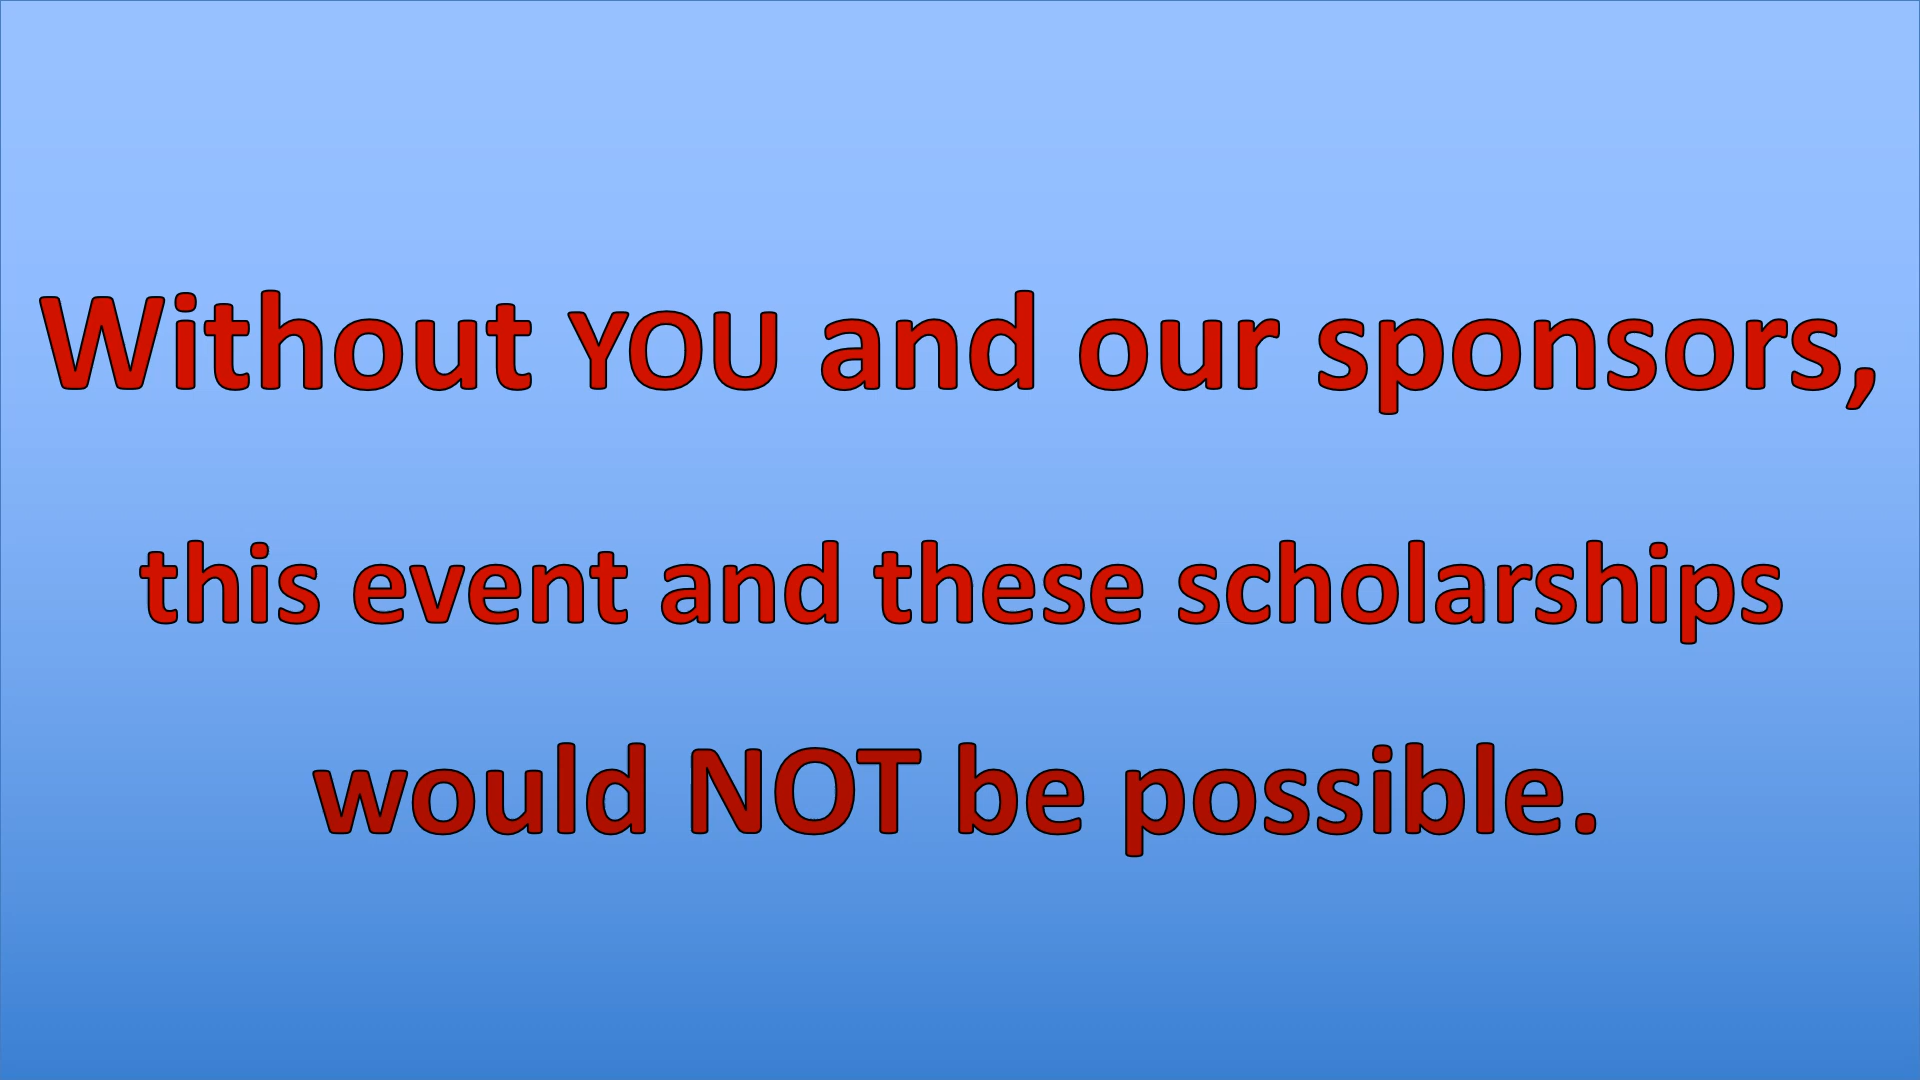 Without YOU and our sponsors,
this event and these scholarships
would NOT be possible.